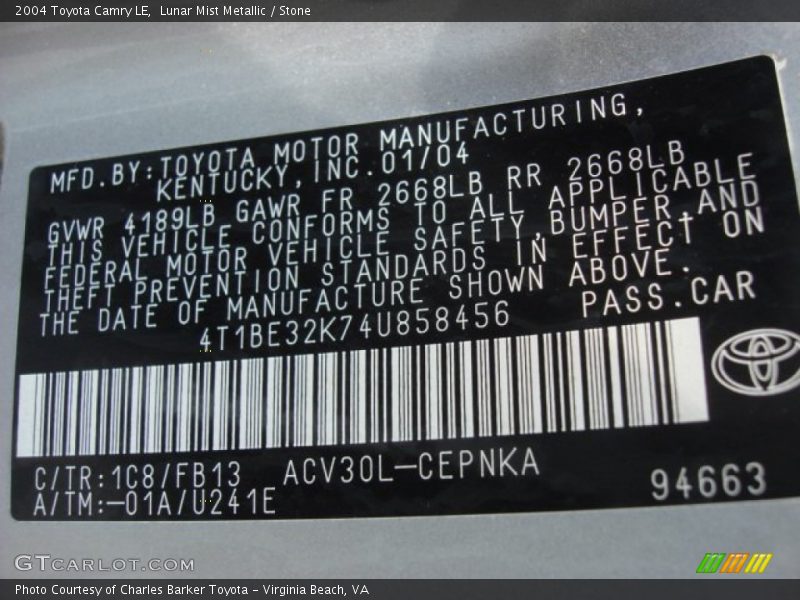 2004 Toyota Camry LE,  Lunar Mist Metallic / Stone
MFD.BY:TOYOTA MOTOR MANUFACTURING,
KENTUCKY,INC.01/04
GVWR 4189LB GAWR FR 2668LB RR 2668LB
THIS VEHICLE CONFORMS TO ALL APPLICABLE
FEDERAL MOTOR VEHICLE SAFETY,BUMPER,AND
THEFT PREVENTION STANDARDS IN EFFECT ON
THE DATE OF MANUFACTURE SHOWN ABOVE.
4T1BE32K74U858456 PASS.CAR
C/TR:1C8/FB13 ACV30L-CEPNKA
A/TM:-01A/U241E 94663
GTCARLOT.COM
Photo Courtesy of Charles Barker Toyota - Virginia Beach, VA